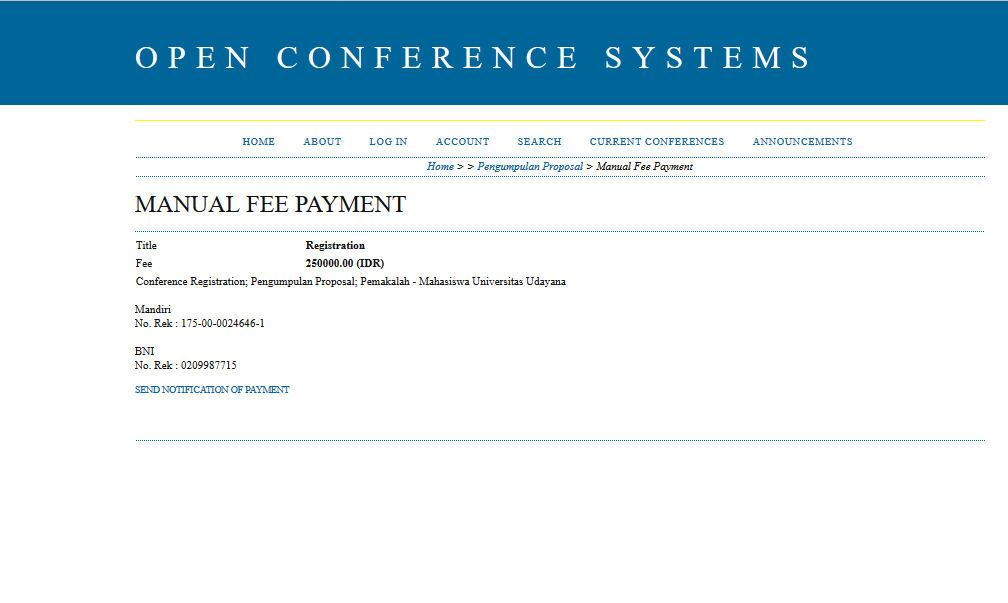 OPEN CONFERENCE SYSTEMS
HOME ABOUT LOG IN ACCOUNT SEARCH CURRENT CONFERENCES ANNOUNCEMENTS
Home > > Pengumpulan Proposal > Manual Fee Payment
MANUAL FEE PAYMENT
Title Registration
Fee 250000.00 (IDR)
Conference Registration; Pengumpulan Proposal; Pemakalah - Mahasiswa Universitas Udayana
Mandiri
No. Rek : 175-00-0024646-1
BNI
No. Rek : 0209987715
SEND NOTIFICATION OF PAYMENT